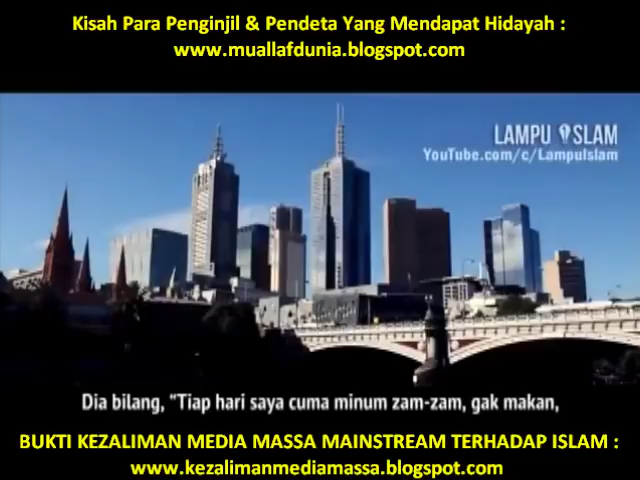 Kisah Para Penginjil & Pendeta Yang Mendapat Hidayah :
www.muallafdunia.blogspot.com
LAMPU ISLAM
YouTube.com/c/LampuIslam
Dia bilang, "Tiap hari saya cuma minum zam-zam, gak makan,
BUKTI KEZALIMAN MEDIA MASSA MAINSTREAM TERHADAP ISLAM :
www.kezalimanmediamassa.blogspot.com